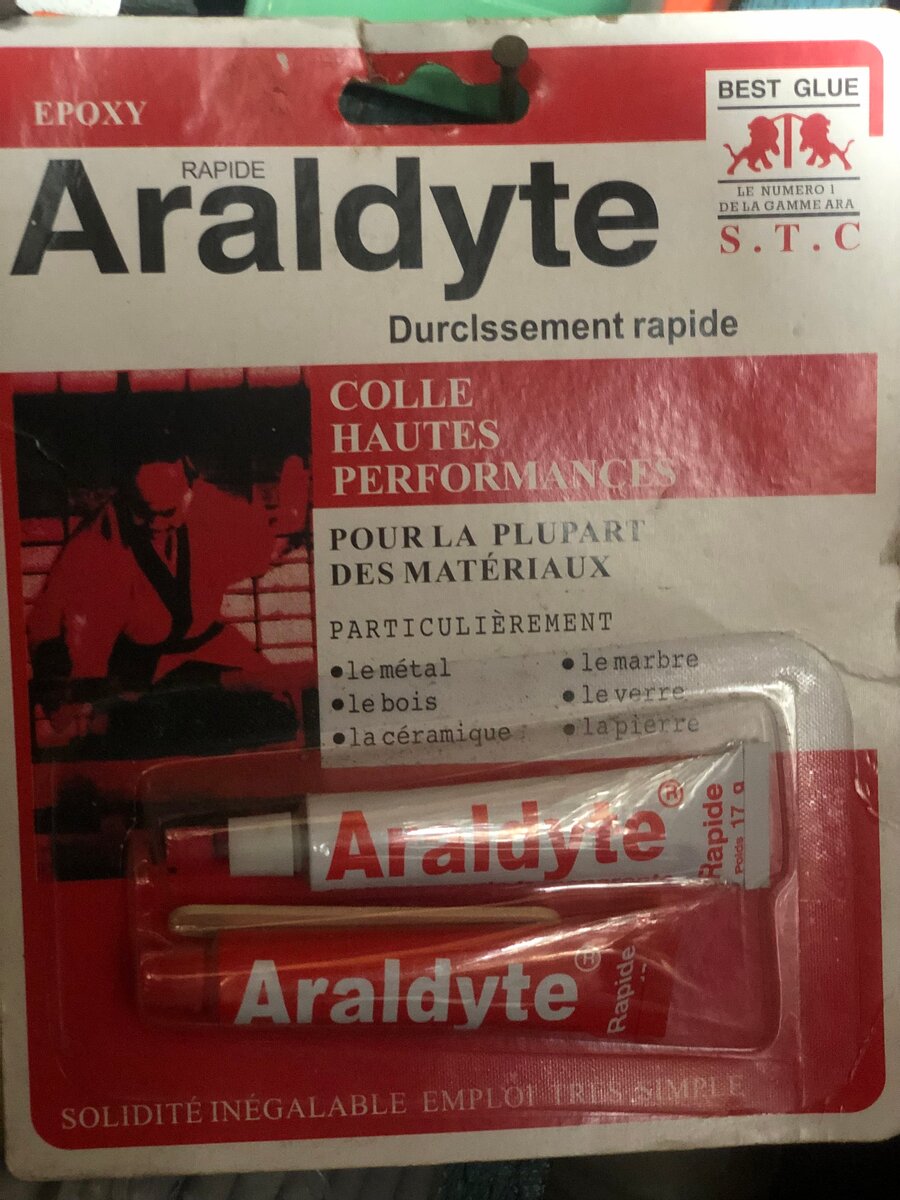 EPOXY
BEST GLUE
RAPIDE
Araldyte
LE NUMERO 1
DE LA GAMME ARA
S.T.C
Durclssement rapide
COLLE
HAUTES
PERFORMANCES
POUR LA PLUPART
DES MATÉRIAUX
PARTICULIÈREMENT
•le métal
•le marbre
•le bois
•le verre
•la céramique
•la pierre
Araldyte®
Rapide
Poids 17 g
Araldyte®
Rapide
SOLIDITÉ INÉGALABLE EMPLOI TRES SIMPLE